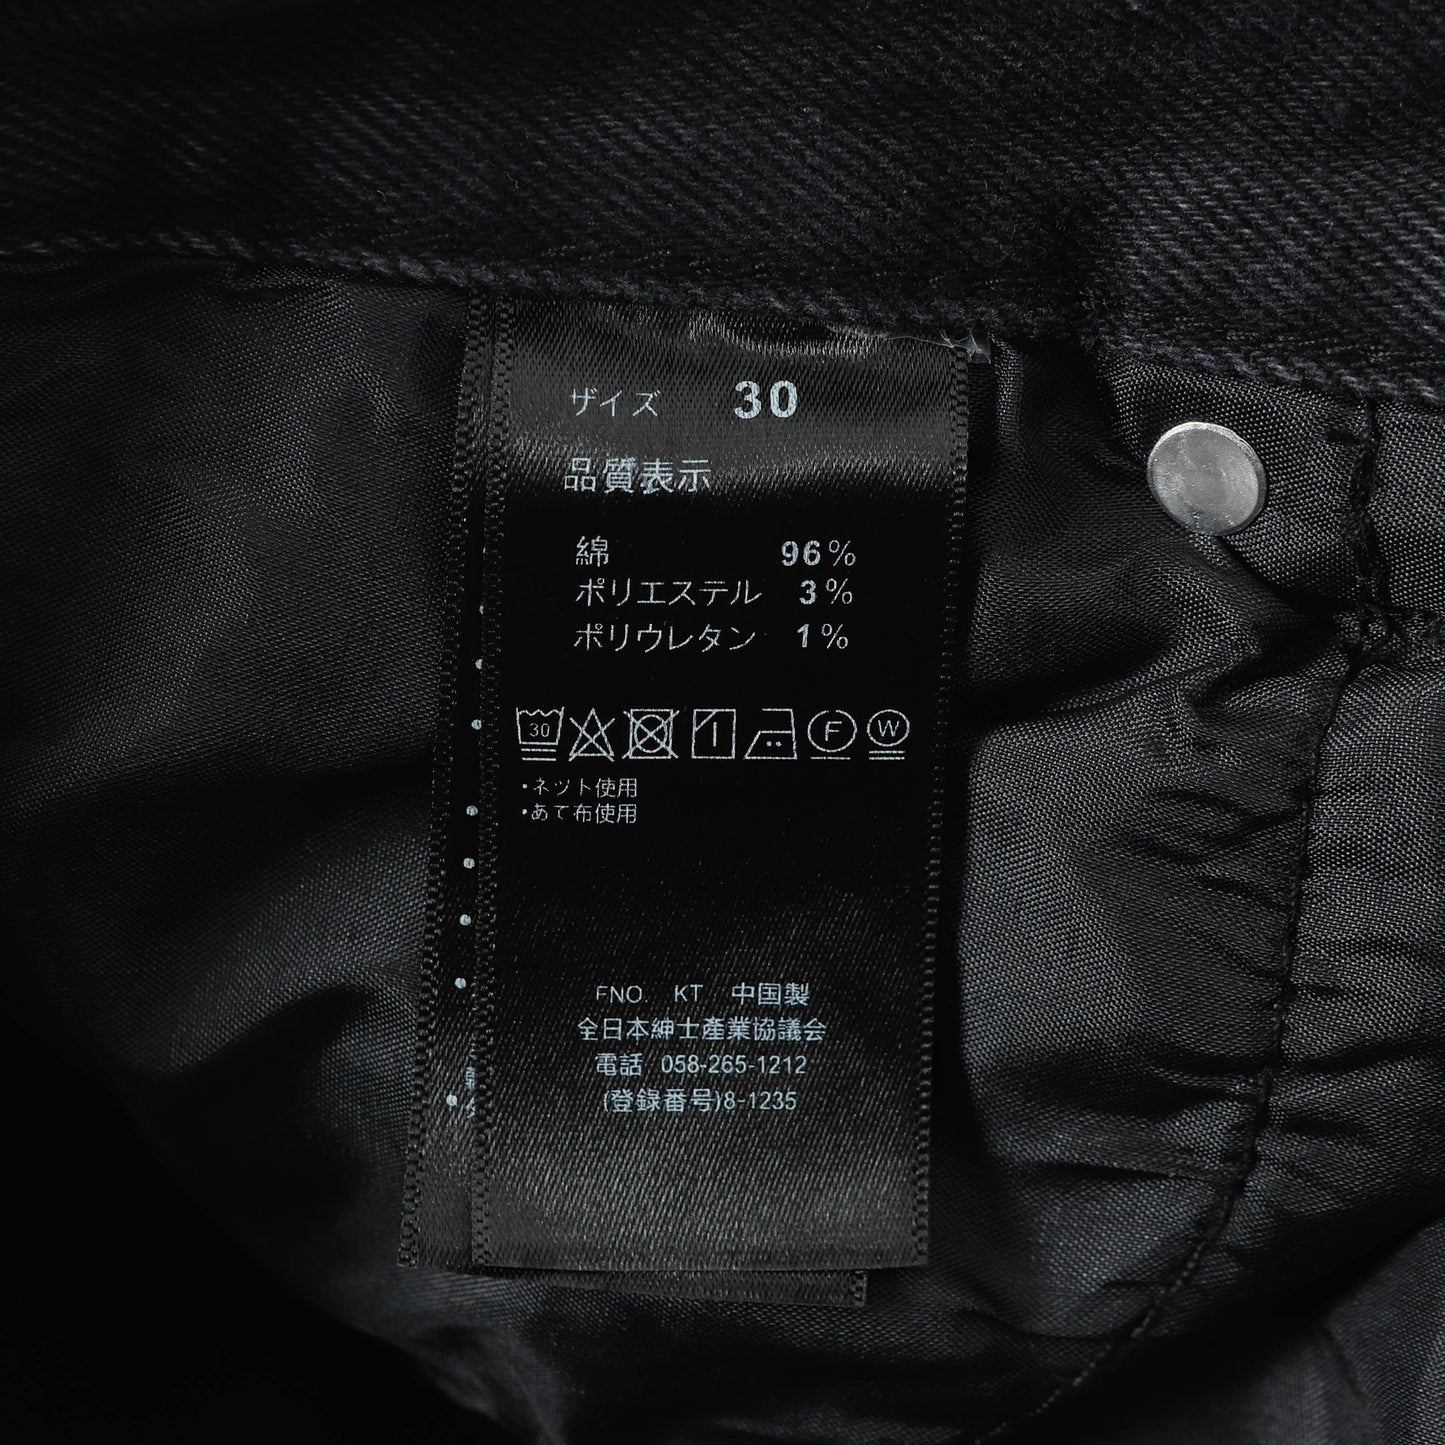 ザイズ 30
品質表示
綿 96%
ポリエステル 3%
ポリウレタン 1%
30 F W
・ネット使用
・あて布使用
FNO. KT 中国製
全日本紳士産業協議会
電話 058-265-1212
(登録番号)8-1235